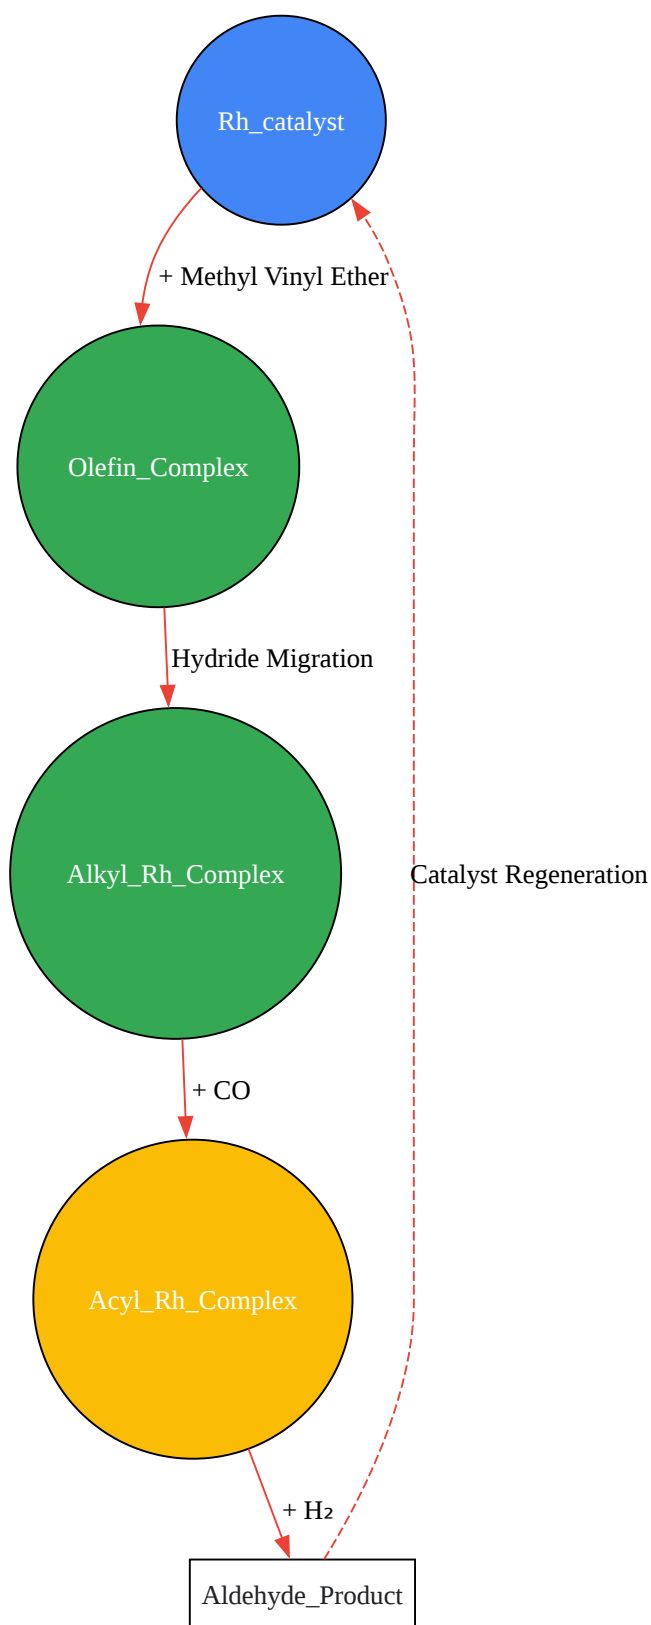 Rh_catalyst
+ Methyl Vinyl Ether
Olefin_Complex
Hydride Migration
Alkyl_Rh_Complex
Catalyst Regeneration
+ CO
Acyl_Rh_Complex
+ H₂
Aldehyde_Product